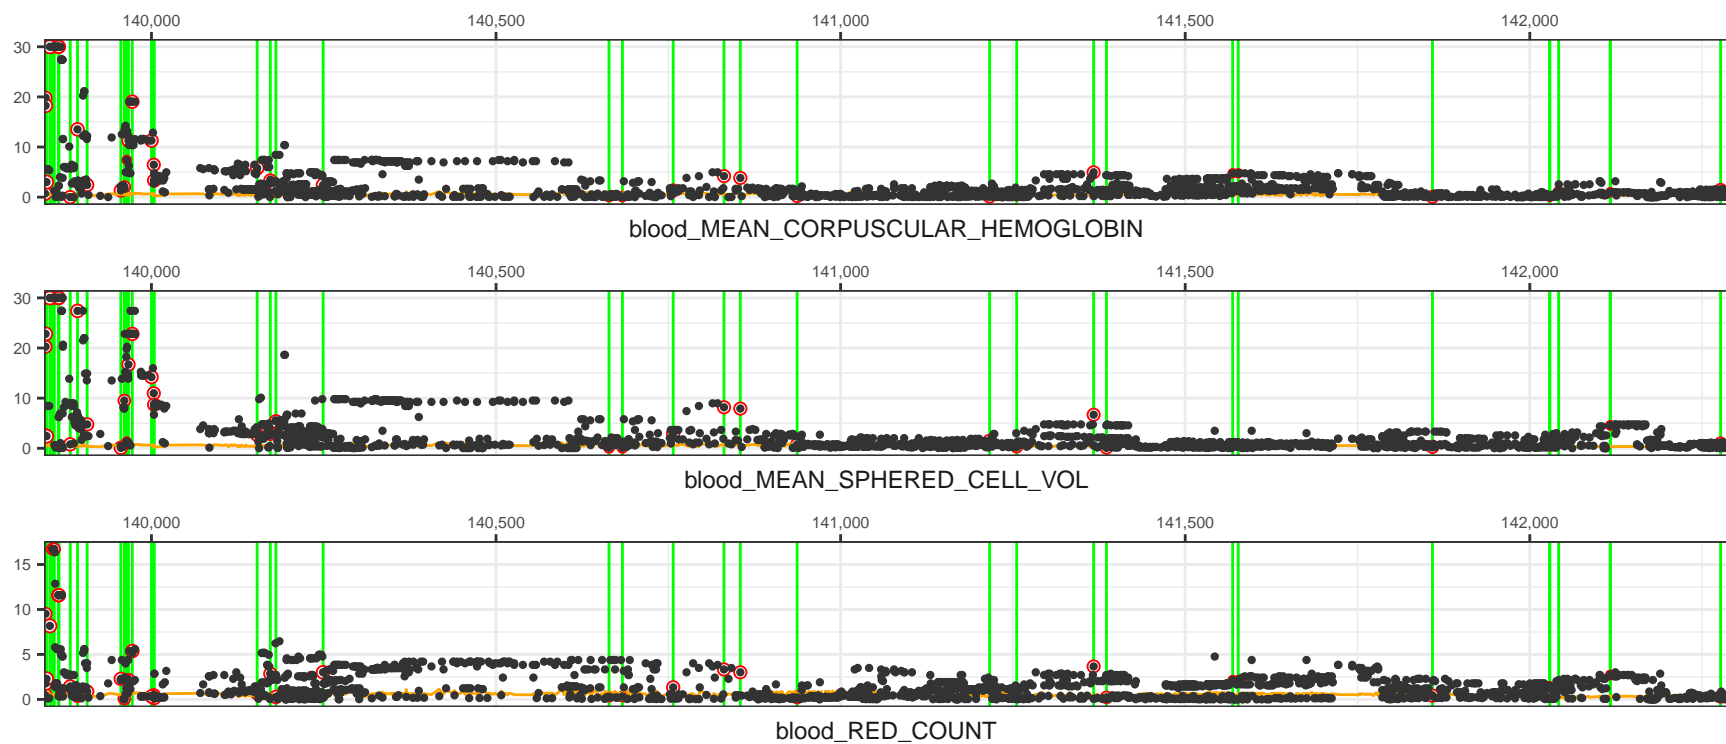 140,000 140,500 141,000 141,500 142,000
30
20
10
0
blood_MEAN_CORPUSCULAR_HEMOGLOBIN
140,000 140,500 141,000 141,500 142,000
30
20
10
0
blood_MEAN_SPHERED_CELL_VOL
140,000 140,500 141,000 141,500 142,000
15
10
5
0
blood_RED_COUNT